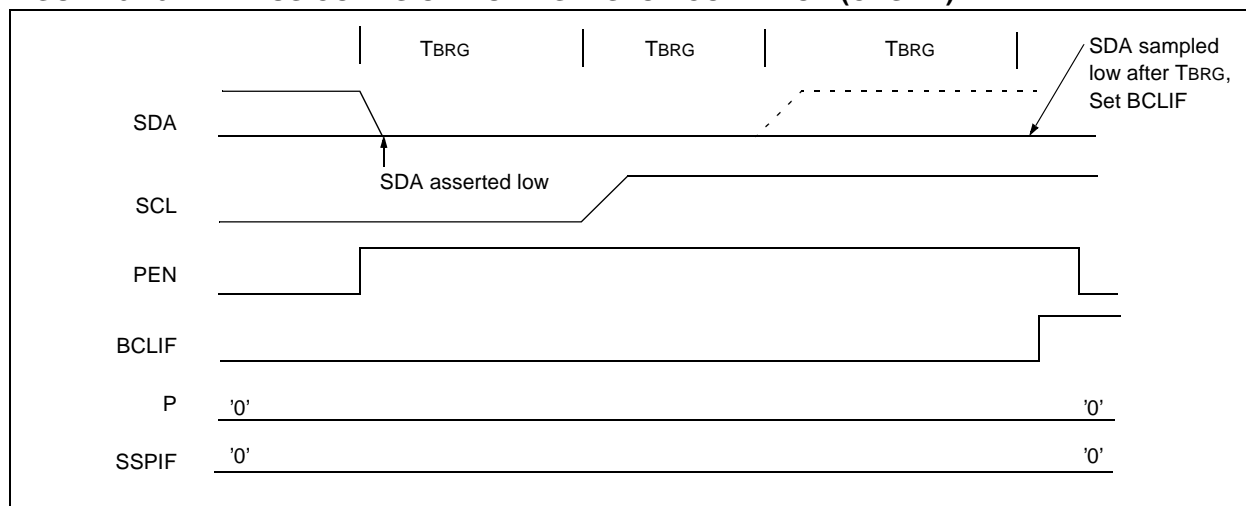 TBRG TBRG TBRG
SDA sampled
low after TBRG,
Set BCLIF
SDA
SDA asserted low
SCL
PEN
BCLIF
P '0' '0'
SSPIF '0' '0'